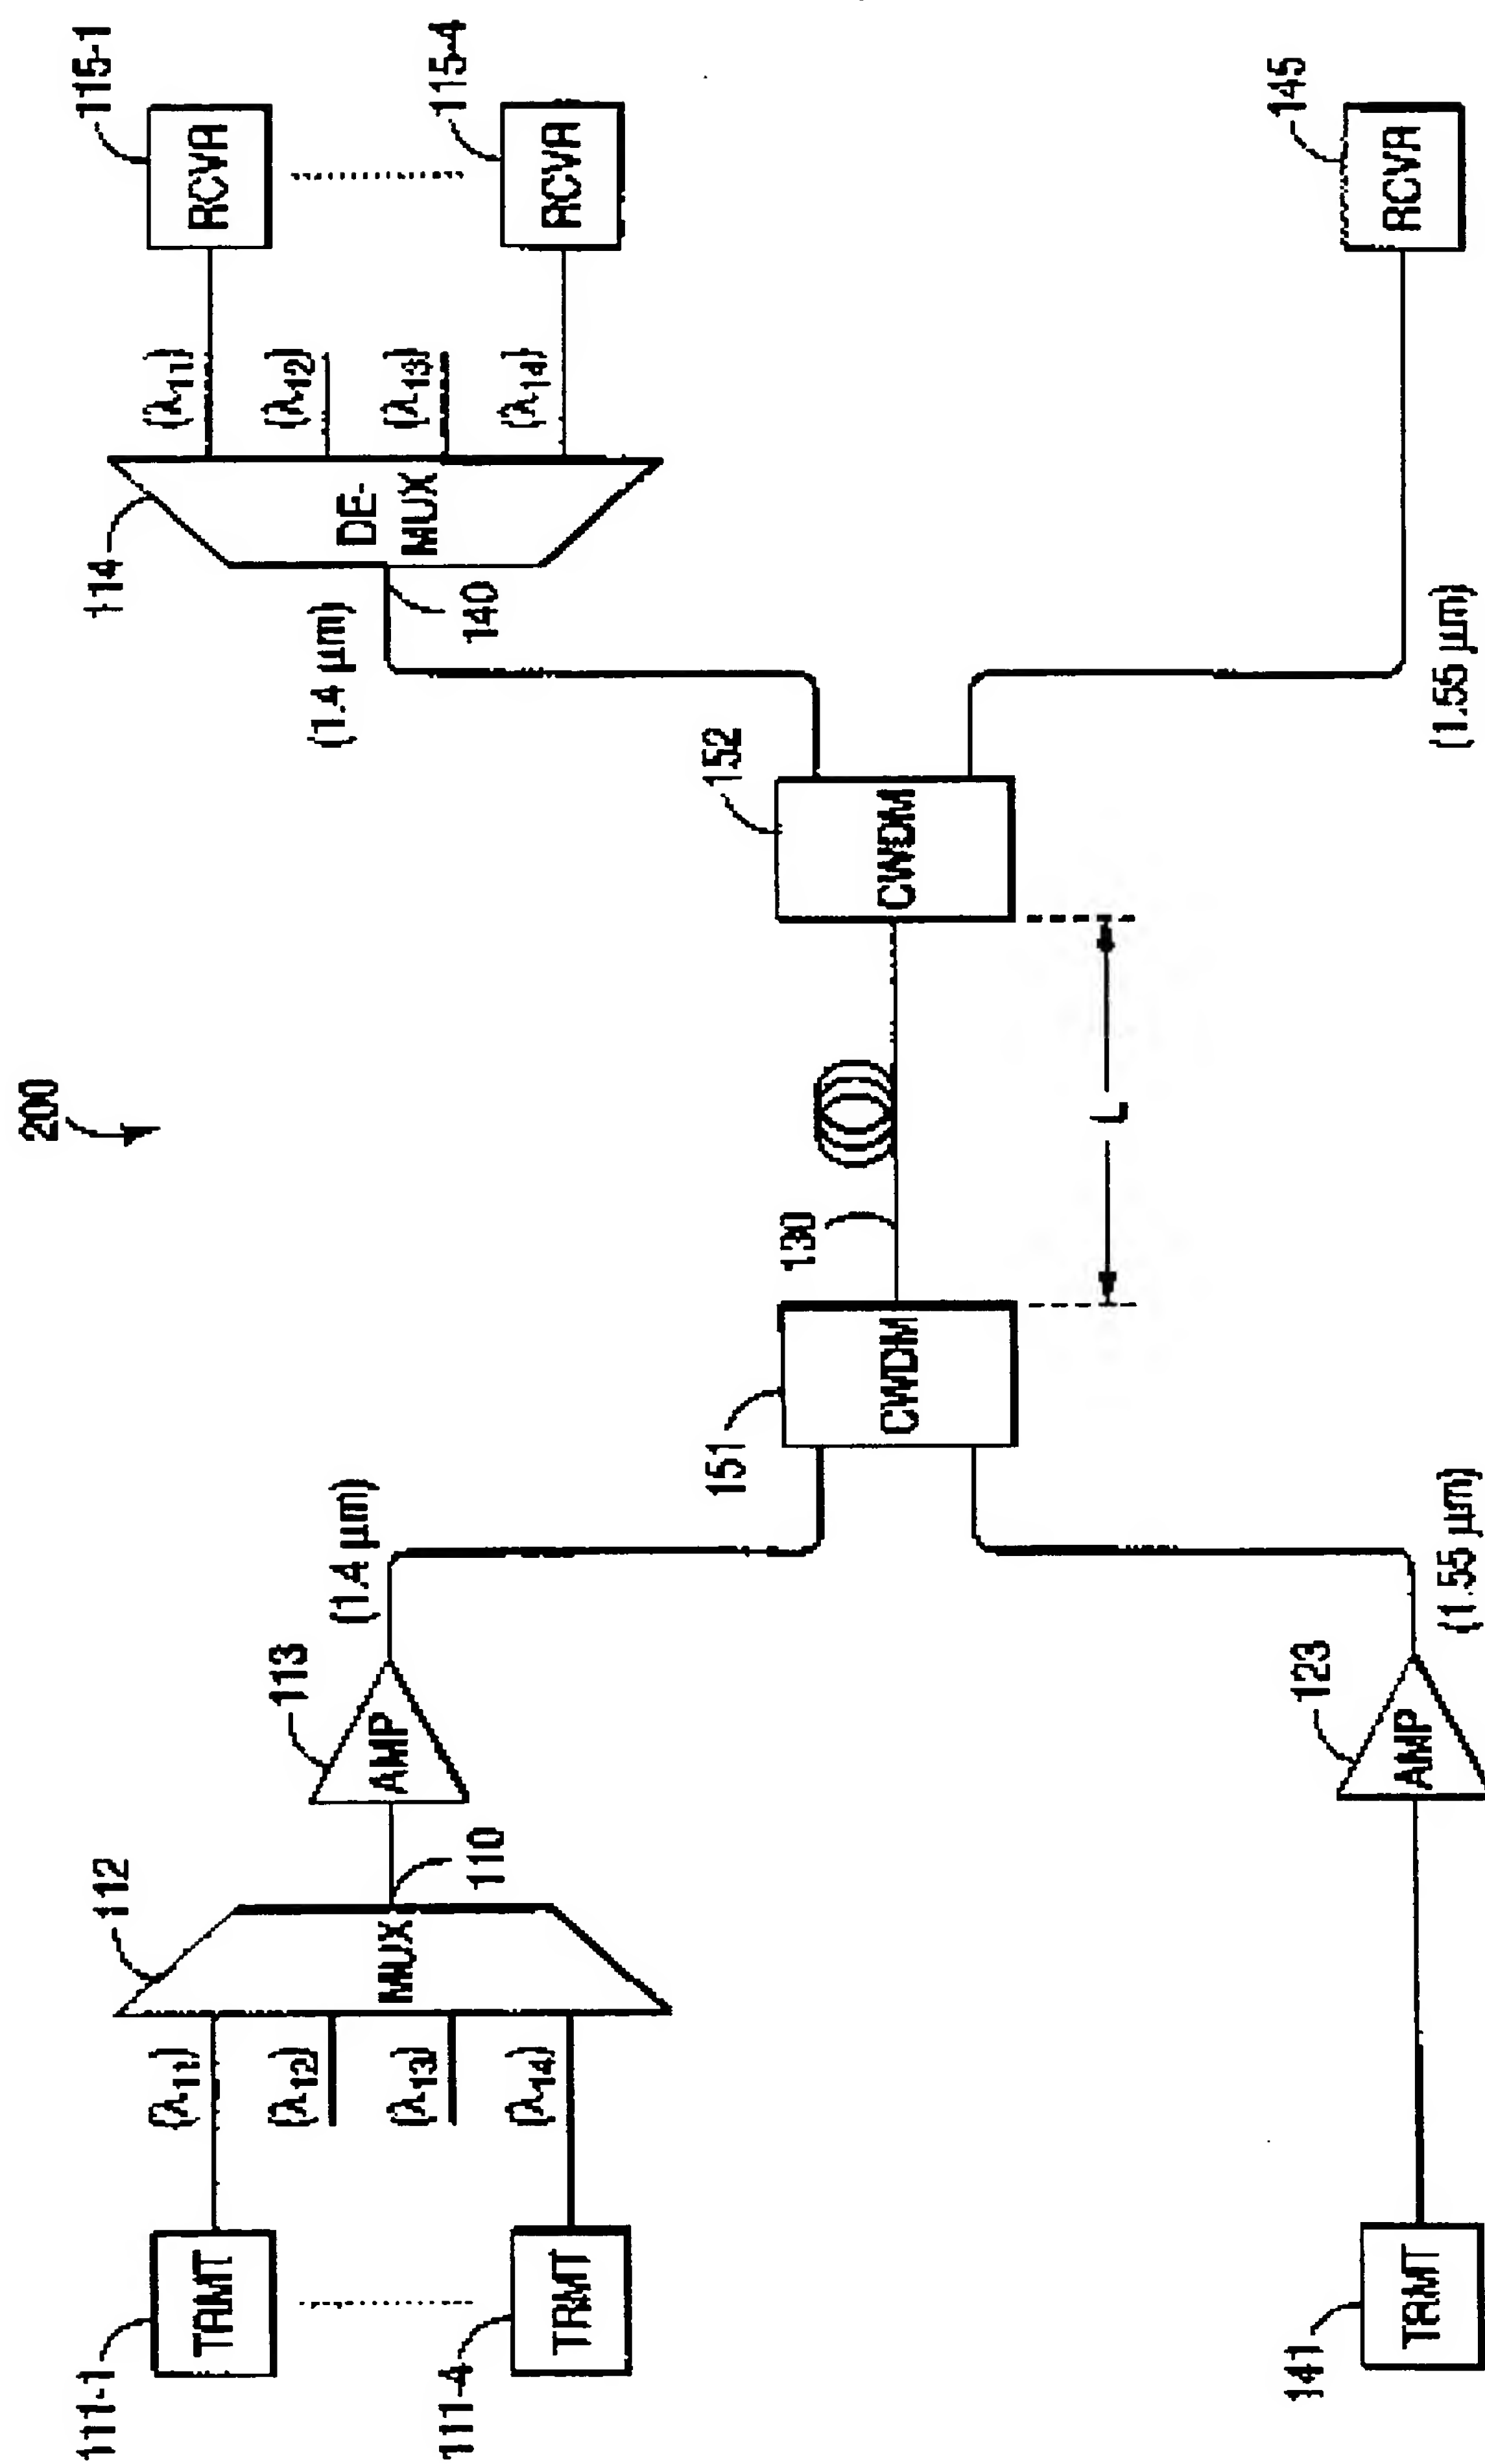 200
111-1
TRMT
111-4
TRMT
(λ11)
(λ12)
(λ13)
(λ14)
112
MUX
110
113
AMP
(1.4 μm)
151
CWDM
130
L
152
CWDM
(1.4 μm)
140
114
DE-
MUX
(λ11)
(λ12)
(λ13)
(λ14)
115-1
RCVR
115-4
RCVR
141
TRMT
123
AMP
(1.55 μm)
(1.55 μm)
145
RCVR